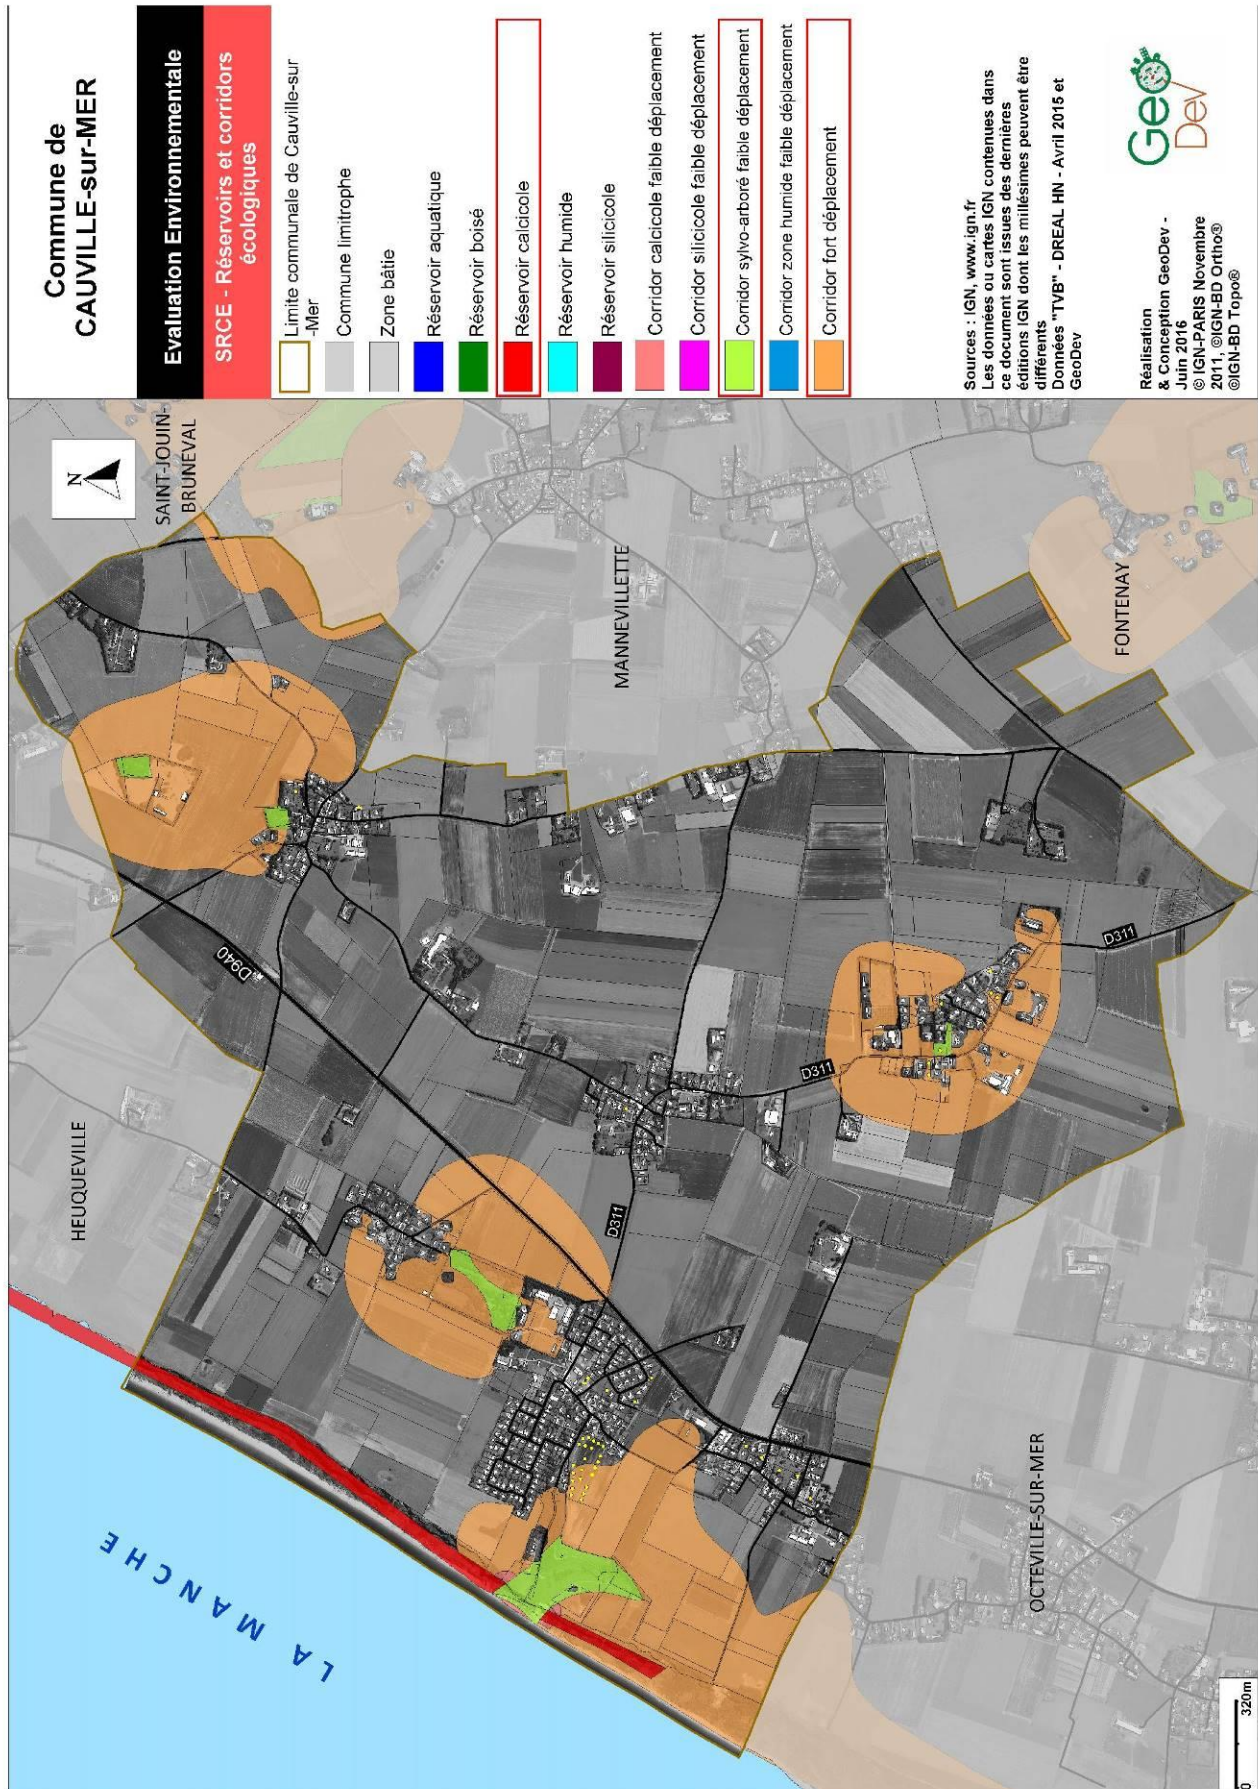 Commune de
CAUVILLE-sur-MER
Evaluation Environnementale
SRCE - Réservoirs et corridors
écologiques
Limite communale de Cauville-sur
-Mer
Commune limitrophe
Zone bâtie
Réservoir aquatique
Réservoir boisé
Réservoir calcicole
Réservoir humide
Réservoir silicicole
Corridor calcicole faible déplacement
Corridor silicicole faible déplacement
Corridor sylvo-arboré faible déplacement
Corridor zone humide faible déplacement
Corridor fort déplacement
Sources : IGN, www.ign.fr
Les données ou cartes IGN contenues dans
ce document sont issues des dernières
éditions IGN dont les millésimes peuvent être
différents
Données "TVB" - DREAL HN - Avril 2015 et
GeoDev
Réalisation
& Conception GeoDev -
Juin 2016
© IGN-PARIS Novembre
2011, ©IGN-BD Ortho®
©IGN-BD Topo®
Geo
Dev
N
SAINT-JOUIN-
BRUNEVAL
HEUQUEVILLE
MANNEVILLETTE
FONTENAY
OCTEVILLE-SUR-MER
LA MANCHE
D940
D311
D311
D311
0 320m